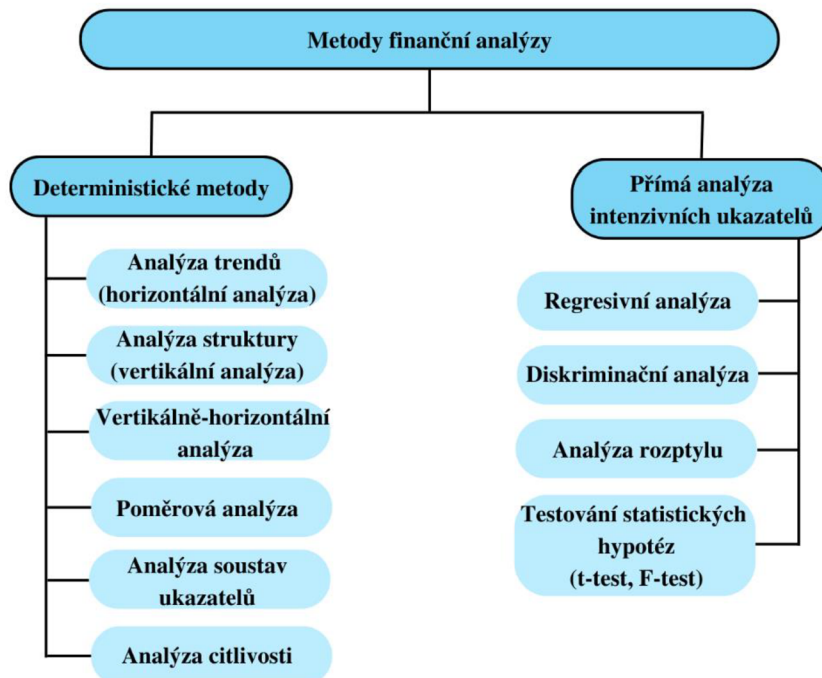 Metody finanční analýzy
Deterministické metody
Analýza trendů
(horizontální analýza)
Analýza struktury
(vertikální analýza)
Vertikálně-horizontální
analýza
Poměrová analýza
Analýza soustav
ukazatelů
Analýza citlivosti
Přímá analýza
intenzivních ukazatelů
Regresivní analýza
Diskriminační analýza
Analýza rozptylu
Testování statistických
hypotéz
(t-test, F-test)